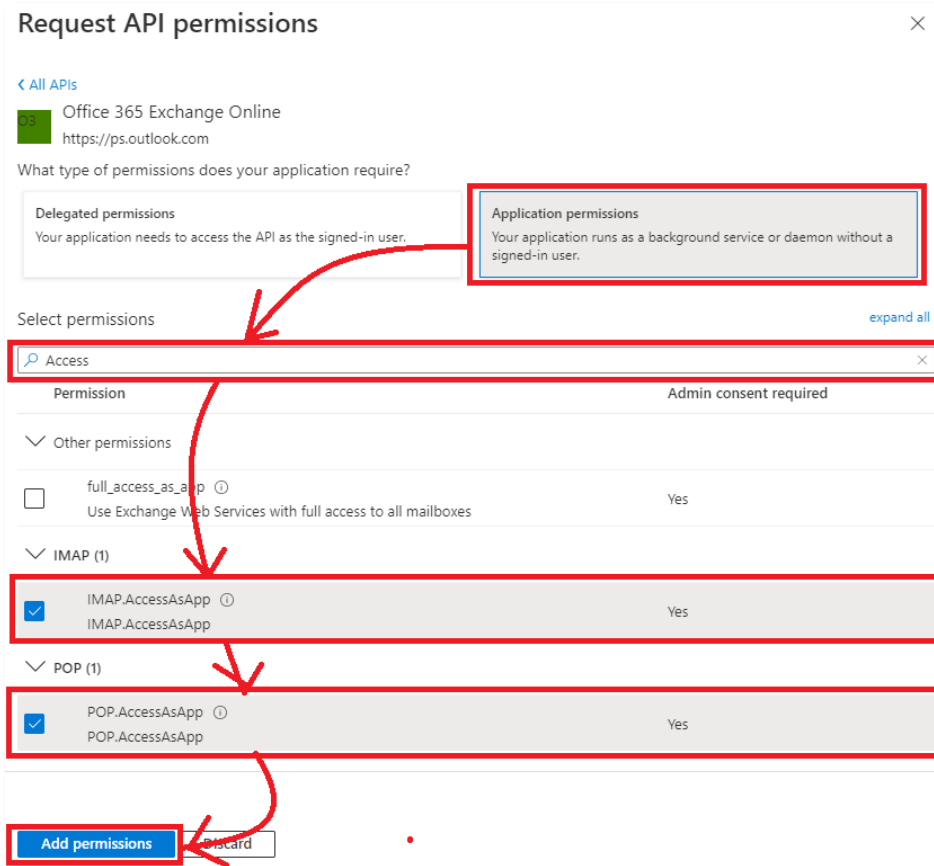 Request API permissions
All APIs
O3
Office 365 Exchange Online
https://ps.outlook.com
What type of permissions does your application require?
Delegated permissions
Your application needs to access the API as the signed-in user.
Application permissions
Your application runs as a background service or daemon without a
signed-in user.
Select permissions
expand all
Access
Permission
Admin consent required
Other permissions
full_access_as_app
Use Exchange Web Services with full access to all mailboxes
Yes
IMAP (1)
IMAP.AccessAsApp
IMAP.AccessAsApp
Yes
POP (1)
POP.AccessAsApp
POP.AccessAsApp
Yes
Add permissions
Discard